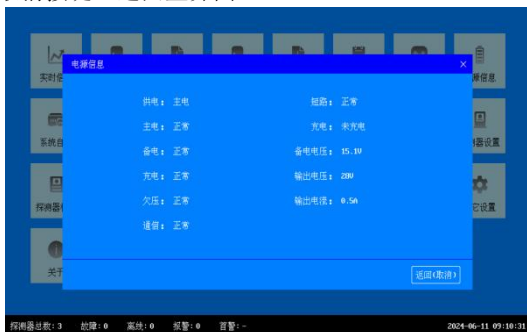 实时信
电源信息
×
源信息
供电： 主电
短路： 正常
主电： 正常
充电： 未充电
备电： 正常
备电电压： 15.1V
充电： 正常
输出电压： 28V
欠压： 正常
输出电流： 0.5A
通信： 正常
系统自
器设置
探测器
它设置
关于
返回(取消)
探测器总数: 3 故障: 0 离线: 0 报警: 0 首警: -
2024-06-11 09:10:31